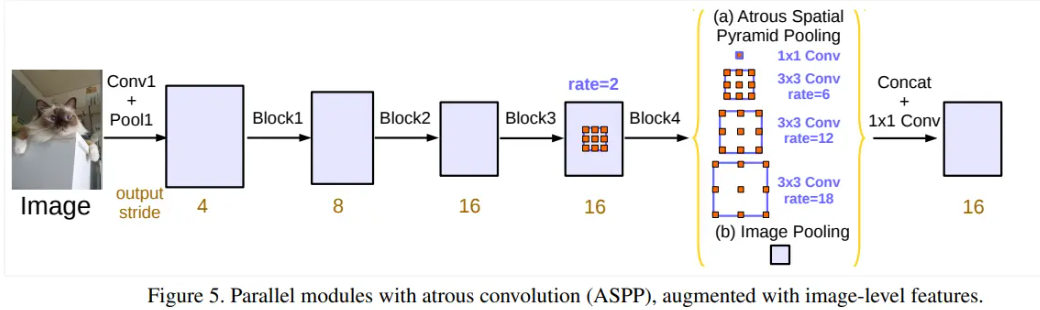 (a) Atrous Spatial
Pyramid Pooling
1x1 Conv
3x3 Conv
rate=6
3x3 Conv
rate=12
3x3 Conv
rate=18
(b) Image Pooling
Conv1
+
Pool1
Block1
Block2
Block3
rate=2
Block4
Concat
+
1x1 Conv
Image
output
stride
4
8
16
16
16
Figure 5. Parallel modules with atrous convolution (ASPP), augmented with image-level features.